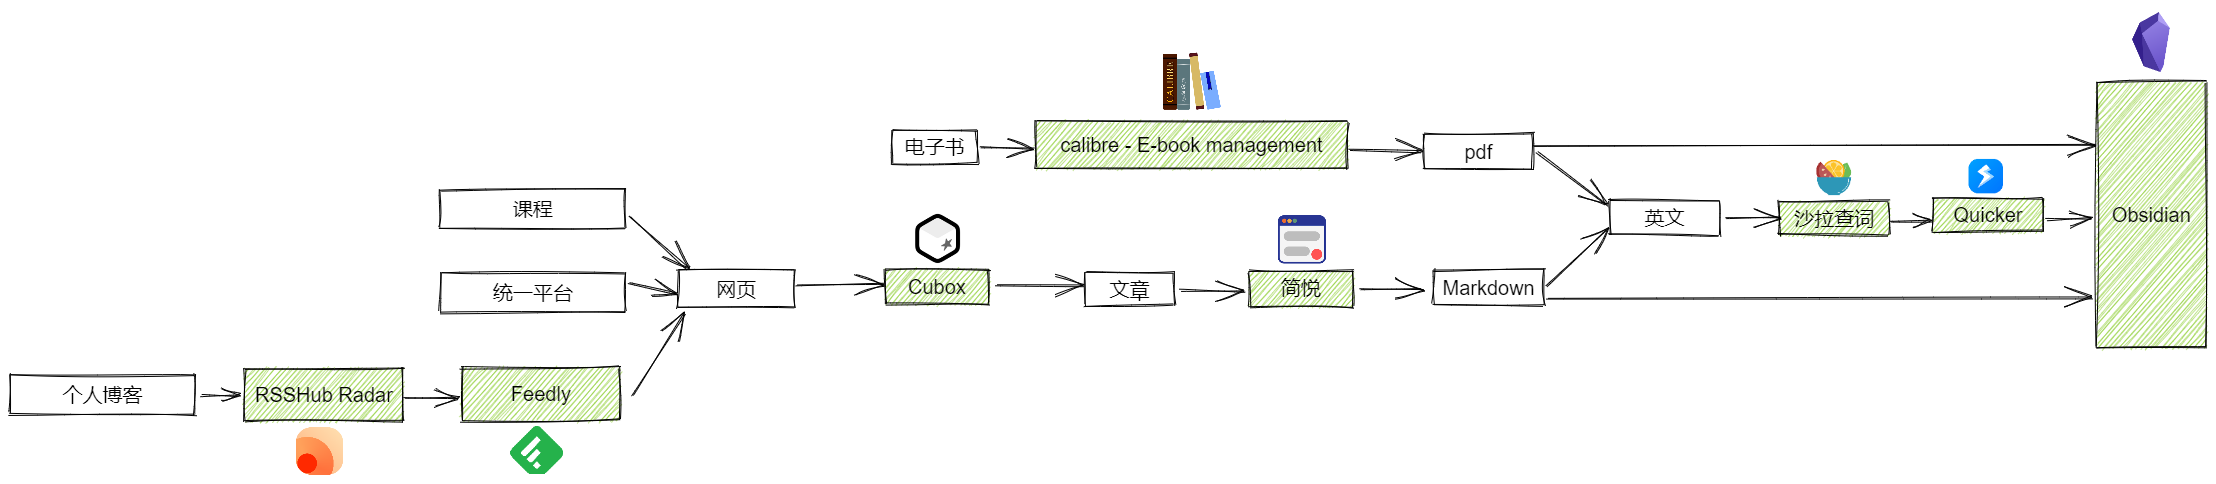 CALIBRE
电子书
calibre - E-book management
pdf
课程
英文
沙拉查词
Quicker
Obsidian
统一平台
网页
Cubox
文章
简悦
Markdown
个人博客
RSSHub Radar
Feedly